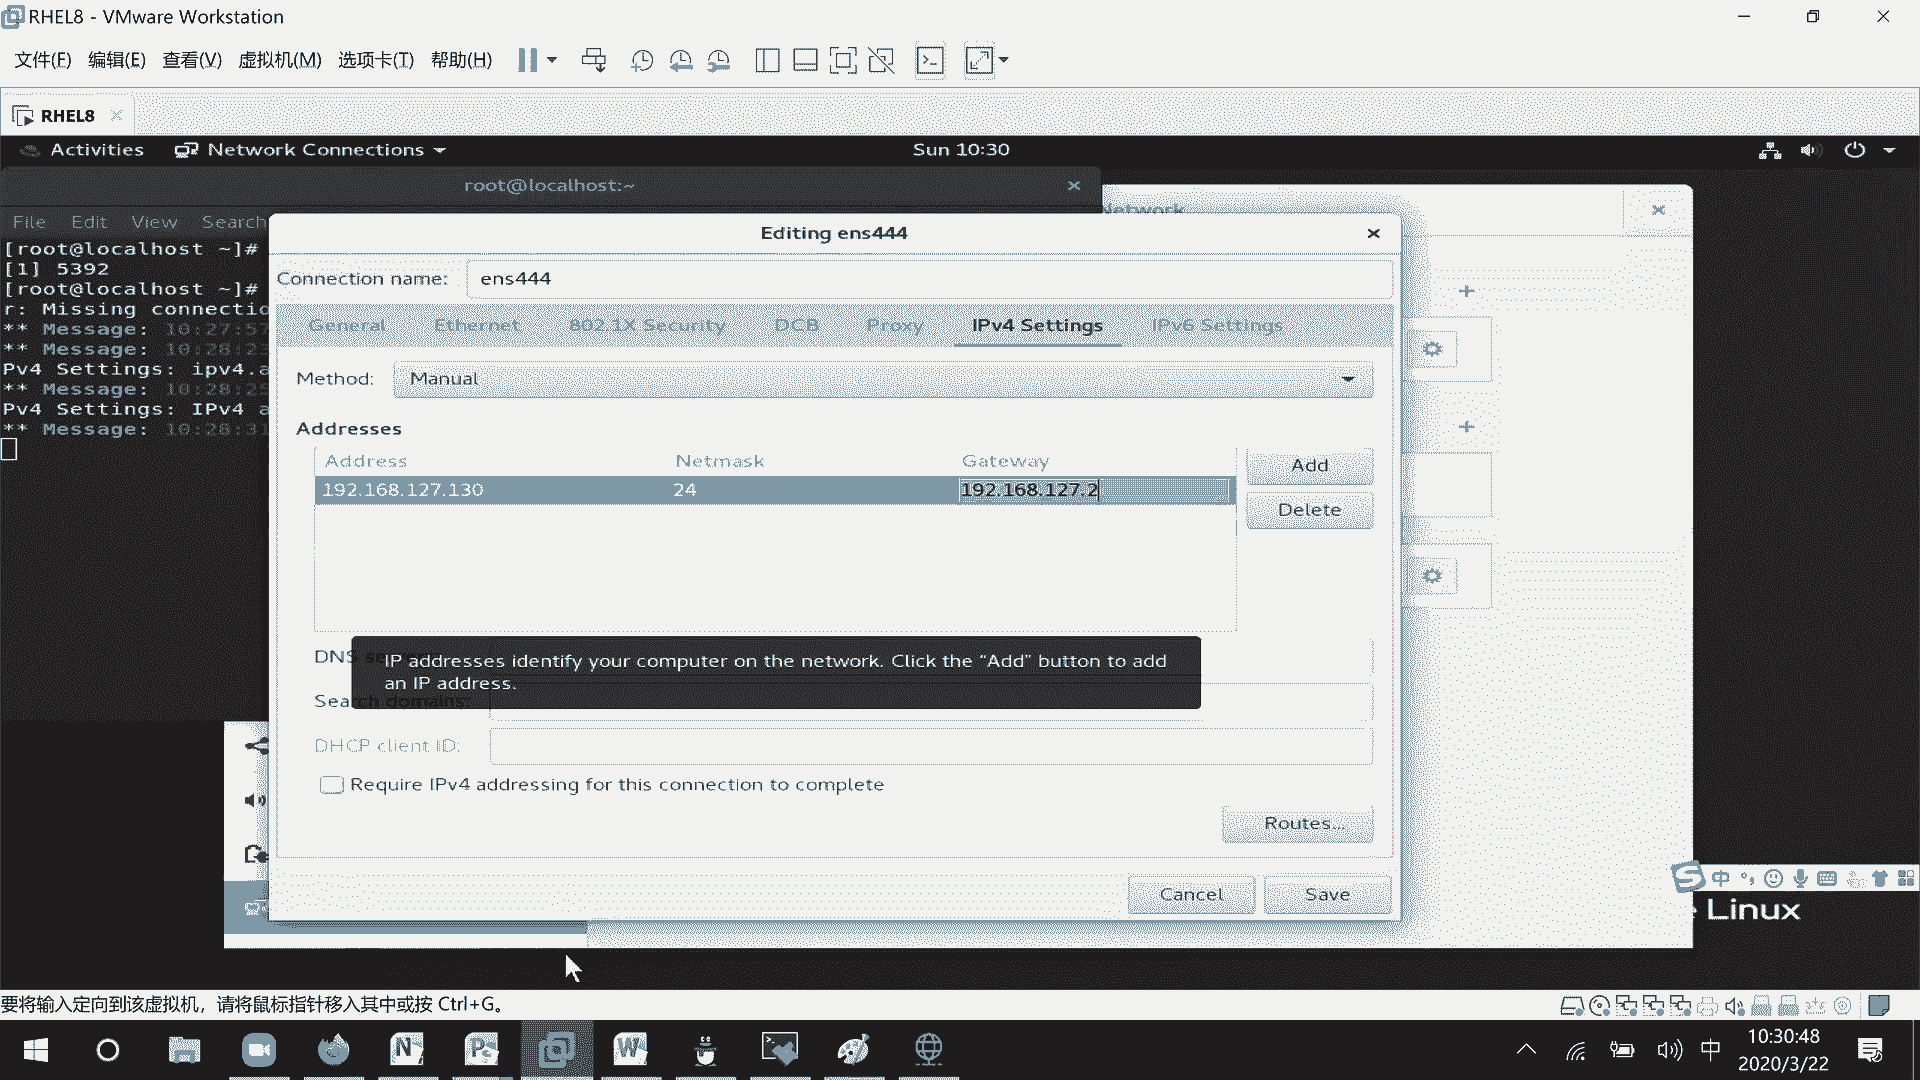 RHEL8 - VMware Workstation
文件(F) 编辑(E) 查看(V) 虚拟机(M) 选项卡(T) 帮助(H)
RHEL8
Activities Network Connections Sun 10:30
root@localhost:~
Network
File Edit View Search
Editing ens444
[root@localhost ~]#
[1] 5392
[root@localhost ~]#
r: Missing connectio
** Message: 10:27:57
** Message: 10:28:23
Pv4 Settings: ipv4.a
** Message: 10:28:25
Pv4 Settings: IPv4 a
** Message: 10:28:31
Connection name: ens444
General Ethernet 802.1X Security DCB Proxy IPv4 Settings IPv6 Settings
Method: Manual
Addresses
Address Netmask Gateway
192.168.127.130 24 192.168.127.2
Add
Delete
DNS
IP addresses identify your computer on the network. Click the “Add” button to add
an IP address.
Search domains:
DHCP client ID:
Require IPv4 addressing for this connection to complete
Routes...
Cancel Save
中
Linux
要将输入定向到该虚拟机，请将鼠标指针移入其中或按 Ctrl+G。
中
10:30:48
2020/3/22